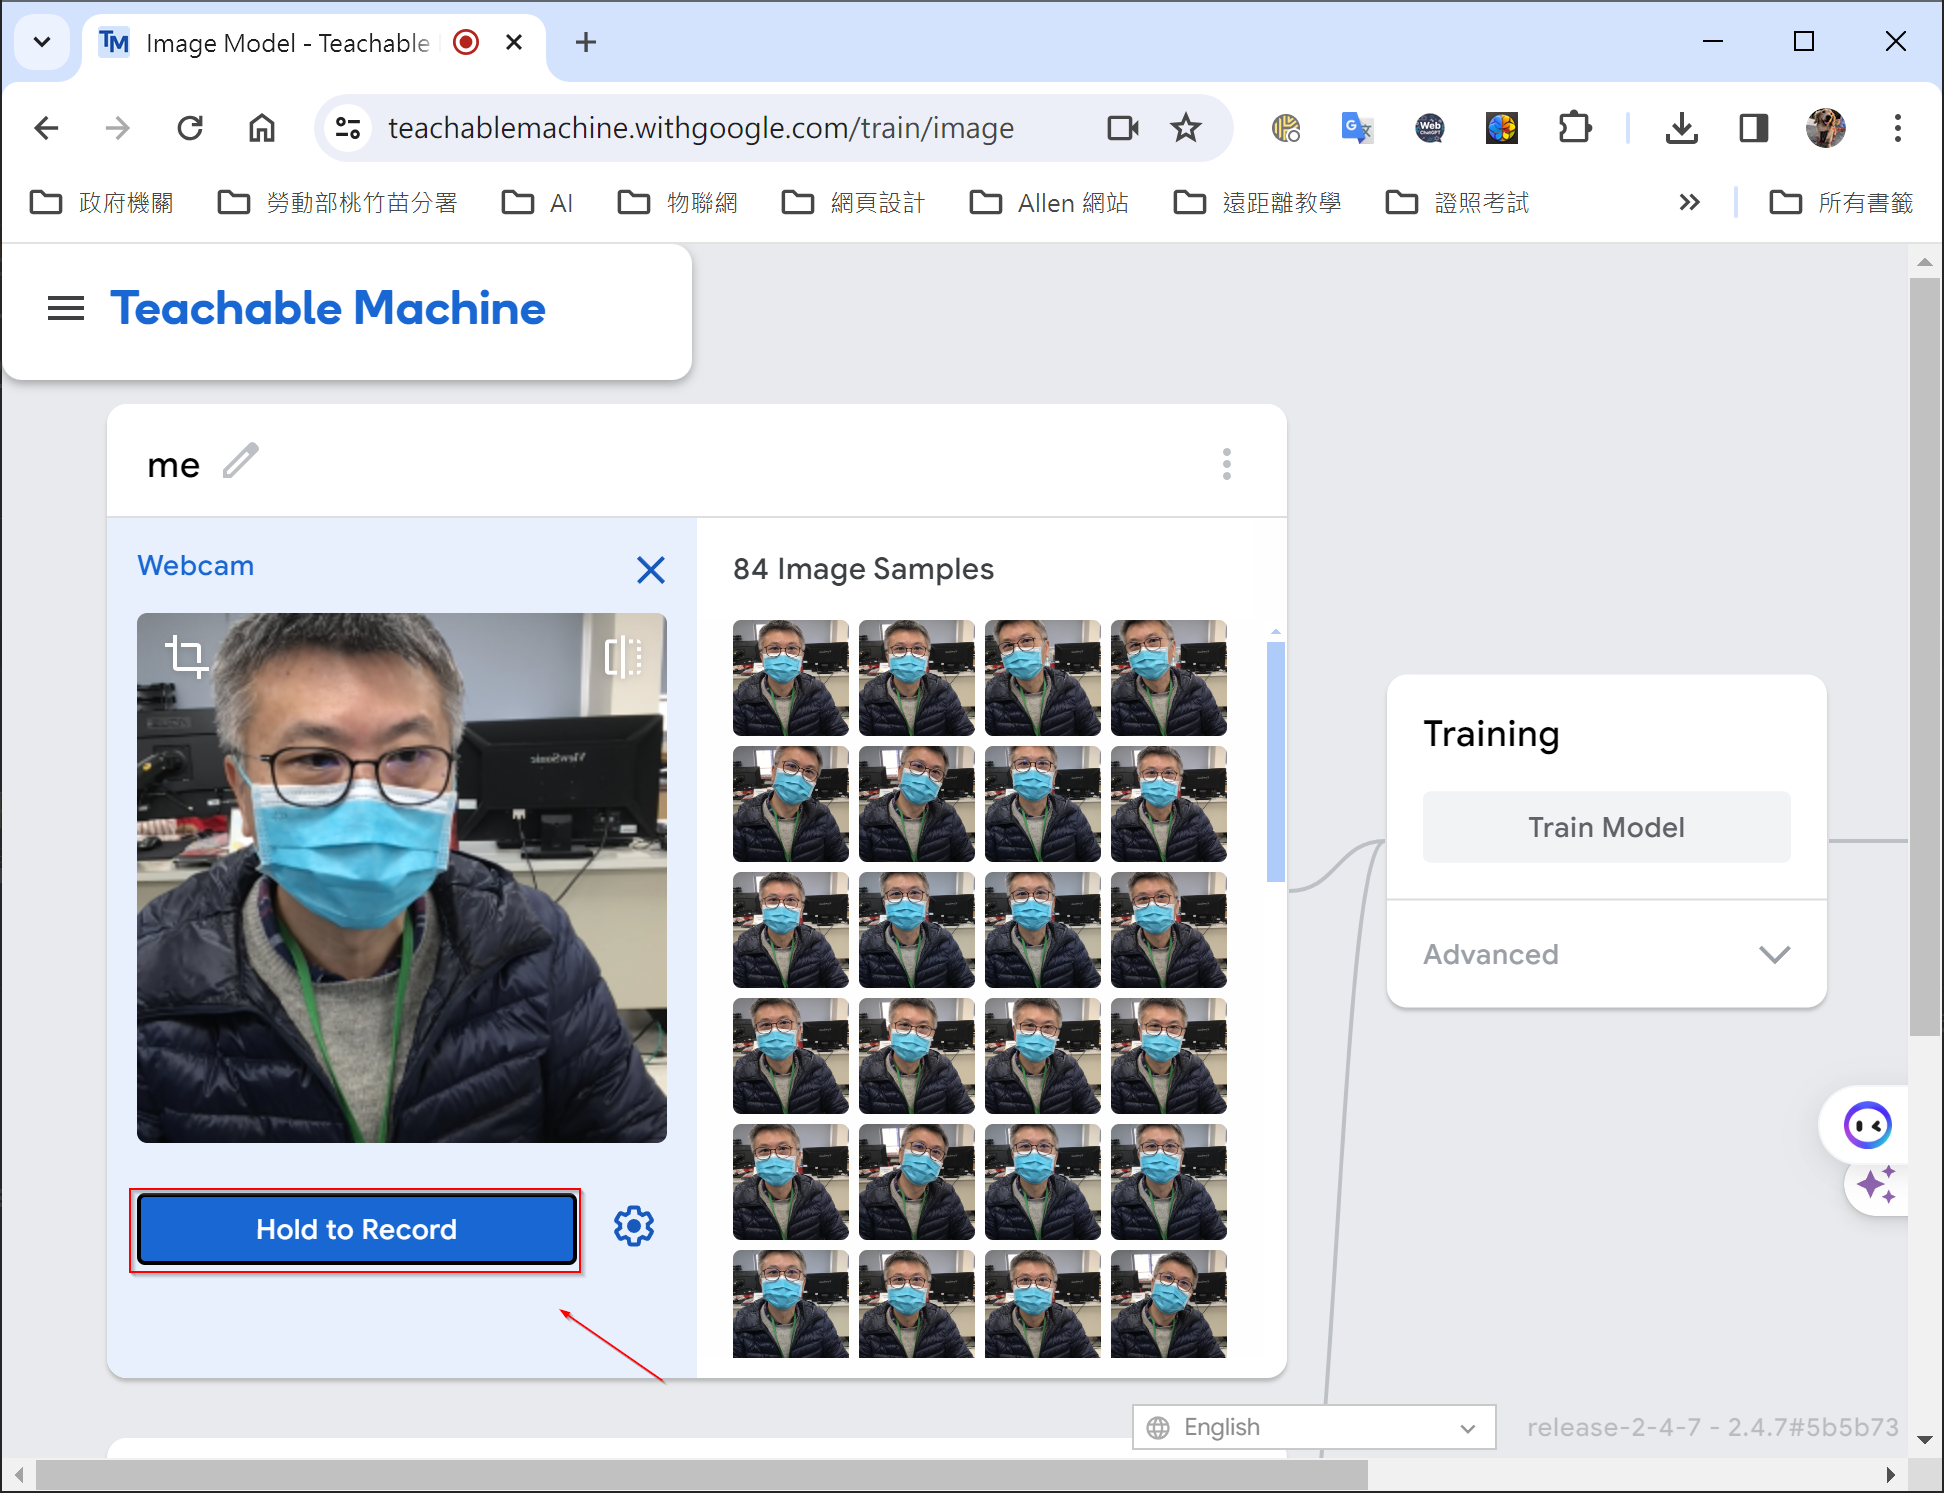 Image Model - Teachable
teachablemachine.withgoogle.com/train/image
政府機關 勞動部桃竹苗分署 AI 物聯網 網頁設計 Allen 網站 遠距離教學 證照考試 所有書籤
Teachable Machine
me
Webcam
84 Image Samples
ViewSonic
Training
Train Model
Advanced
Hold to Record
English
release-2-4-7 - 2.4.7#5b5b73